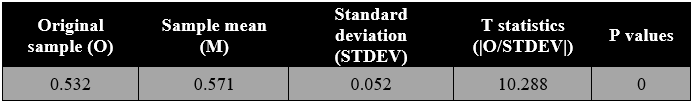 Original sample (O)
Sample mean (M)
Standard deviation (STDEV)
T statistics (|O/STDEV|)
P values
0.532
0.571
0.052
10.288
0